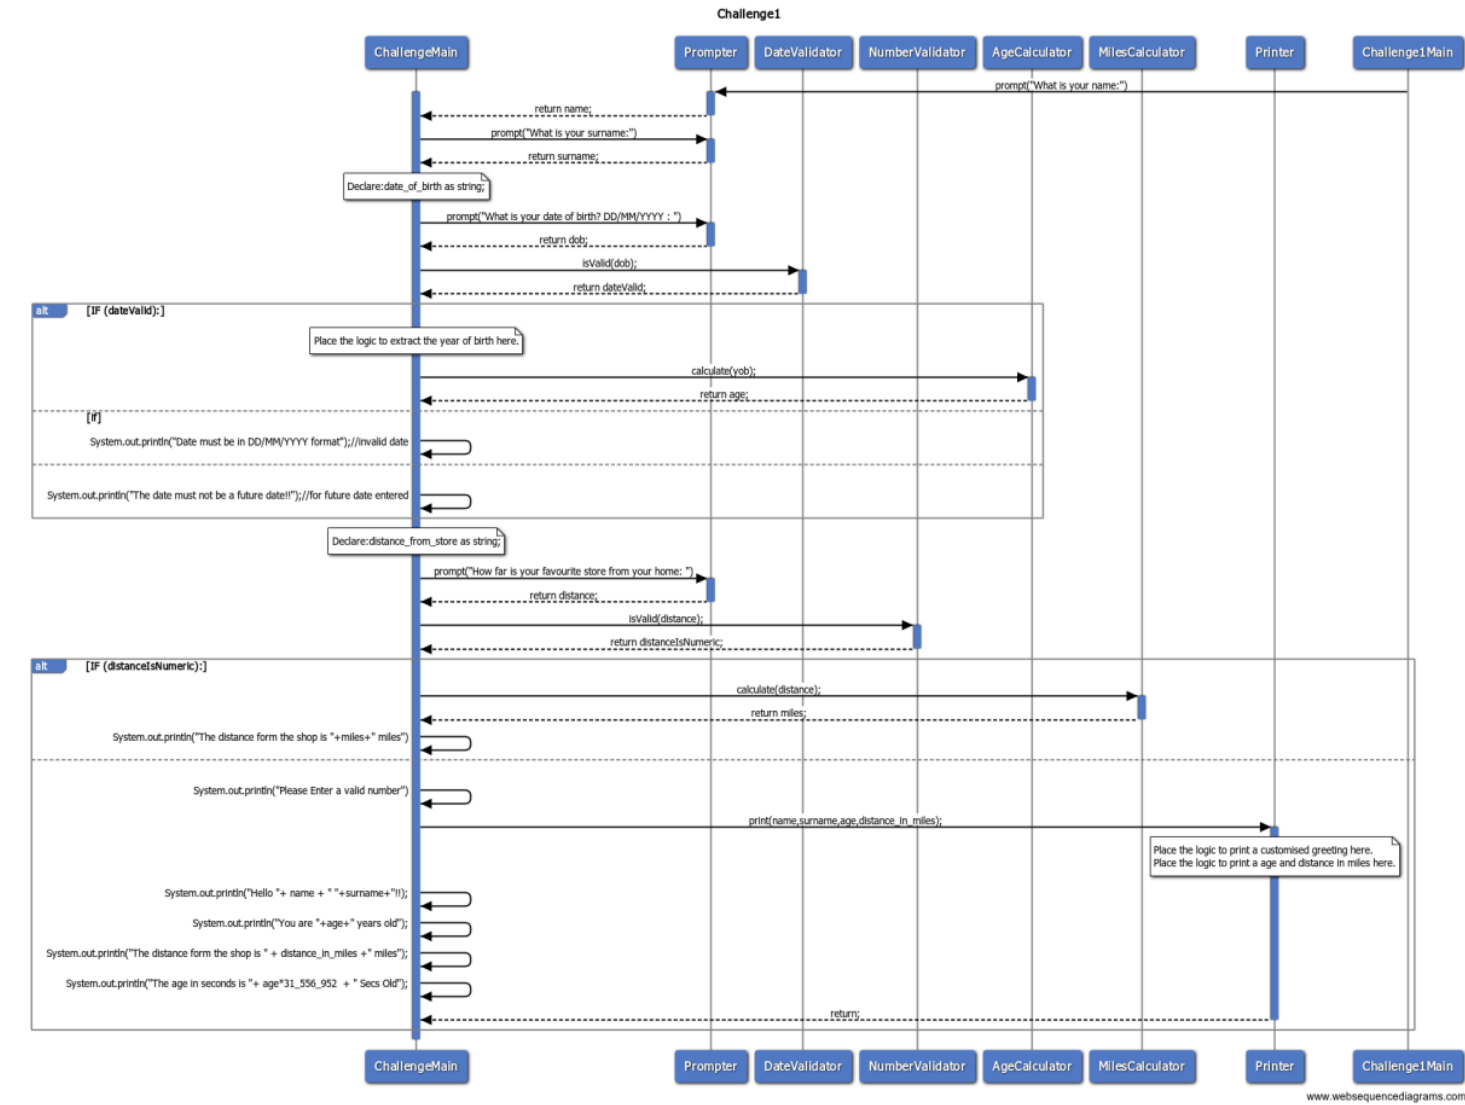 Challenge1
ChallengeMain
Prompter
DateValidator
NumberValidator
AgeCalculator
MilesCalculator
Printer
Challenge1Main
prompt("What is your name:")
return name;
prompt("What is your surname:")
return surname;
Declare:date_of_birth as string;
prompt("What is your date of birth? DD/MM/YYYY : ")
return dob;
isValid(dob);
return dateValid;
alt
[IF (dateValid):]
Place the logic to extract the year of birth here.
calculate(yob);
return age;
[If]
System.out.println("Date must be in DD/MM/YYYY format");//invalid date
System.out.println("The date must not be a future date!!");//for future date entered
Declare:distance_from_store as string;
prompt("How far is your favourite store from your home: ")
return distance;
isValid(distance);
return distanceIsNumeric;
alt
[IF (distanceIsNumeric):]
calculate(distance);
return miles;
System.out.println("The distance form the shop is "+miles+" miles")
System.out.println("Please Enter a valid number")
print(name,surname,age,distance_in_miles);
Place the logic to print a customised greeting here.
Place the logic to print a age and distance in miles here.
System.out.println("Hello "+ name + " "+surname+"!!);
System.out.println("You are "+age+" years old");
System.out.println("The distance form the shop is " + distance_in_miles +" miles");
System.out.println("The age in seconds is "+ age*31_556_952 + " Secs Old");
return;
ChallengeMain
Prompter
DateValidator
NumberValidator
AgeCalculator
MilesCalculator
Printer
Challenge1Main
www.websequencediagrams.com